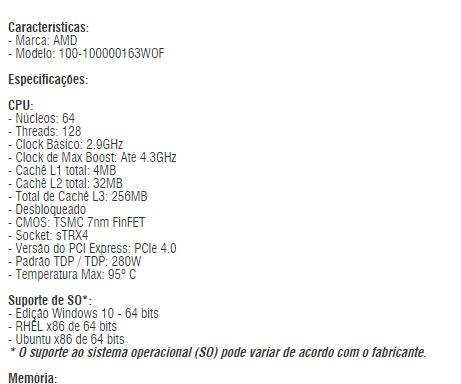 Características:
- Marca: AMD
- Modelo: 100-100000163WOF
Especificações:
CPU:
- Núcleos: 64
- Threads: 128
- Clock Básico: 2.9GHz
- Clock de Max Boost: Até 4.3GHz
- Cachê L1 total: 4MB
- Cachê L2 total: 32MB
- Total de Cachê L3: 256MB
- Desbloqueado
- CMOS: TSMC 7nm FinFET
- Socket: sTRX4
- Versão do PCI Express: PCIe 4.0
- Padrão TDP / TDP: 280W
- Temperatura Máx: 95º C
Suporte de SO*:
- Edição Windows 10 - 64 bits
- RHEL x86 de 64 bits
- Ubuntu x86 de 64 bits
* O suporte ao sistema operacional (SO) pode variar de acordo com o fabricante.
Memória: